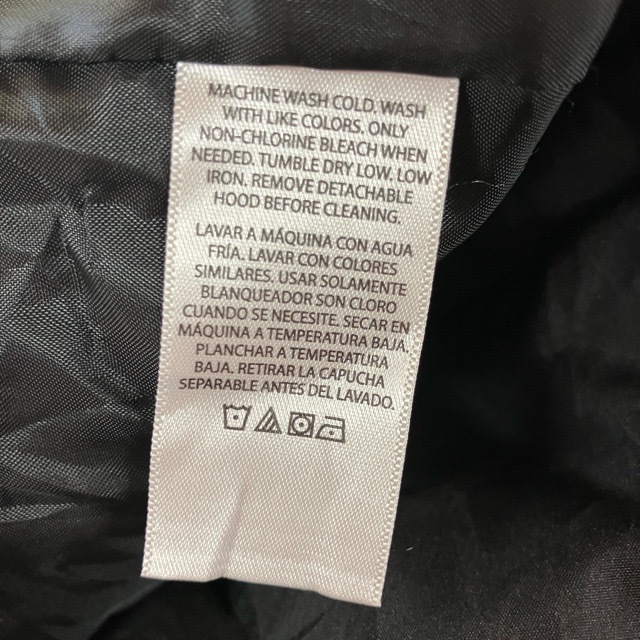 MACHINE WASH COLD. WASH
WITH LIKE COLORS. ONLY
NON-CHLORINE BLEACH WHEN
NEEDED. TUMBLE DRY LOW. LOW
IRON. REMOVE DETACHABLE
HOOD BEFORE CLEANING.
LAVAR A MÁQUINA CON AGUA
FRÍA. LAVAR CON COLORES
SIMILARES. USAR SOLAMENTE
BLANQUEADOR SON CLORO
CUANDO SE NECESITE. SECAR EN
MÁQUINA A TEMPERATURA BAJA.
PLANCHAR A TEMPERATURA
BAJA. RETIRAR LA CAPUCHA
SEPARABLE ANTES DEL LAVADO.